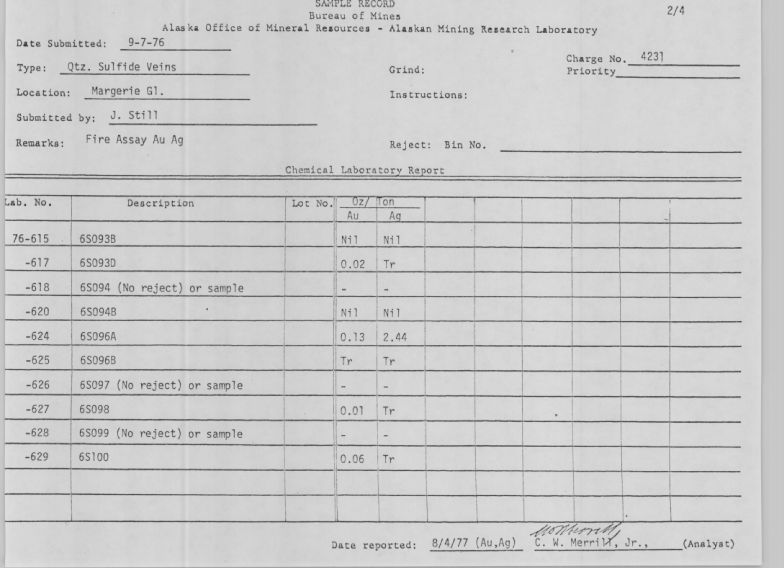 SAMPLE RECORD
2/4
Bureau of Mines
Alaska Office of Mineral Resources - Alaskan Mining Research Laboratory
Date Submitted: 9-7-76
Charge No. 4231
Type: Qtz. Sulfide Veins Grind: Priority
Location: Margerie Gl. Instructions:
Submitted by: J. Still
Remarks: Fire Assay Au Ag Reject: Bin No.
Chemical Laboratory Report
Lab. No. Description Lot No. Oz/ Ton
Au Ag
76-615 6S093B Nil Nil
-617 6S093D 0.02 Tr
-618 6S094 (No reject) or sample - -
-620 6S094B Nil Nil
-624 6S096A 0.13 2.44
-625 6S096B Tr Tr
-626 6S097 (No reject) or sample - -
-627 6S098 0.01 Tr
-628 6S099 (No reject) or sample - -
-629 6S100 0.06 Tr
Date reported: 8/4/77 (Au,Ag) C. W. Merrill, Jr., (Analyst)